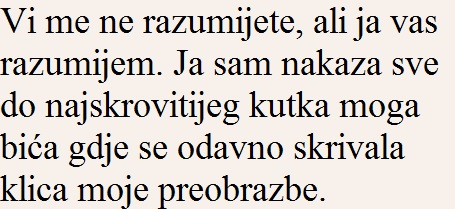 Vi me ne razumijete, ali ja vas
razumijem. Ja sam nakaza sve
do najskrovitijeg kutka moga
bića gdje se odavno skrivala
klica moje preobrazbe.